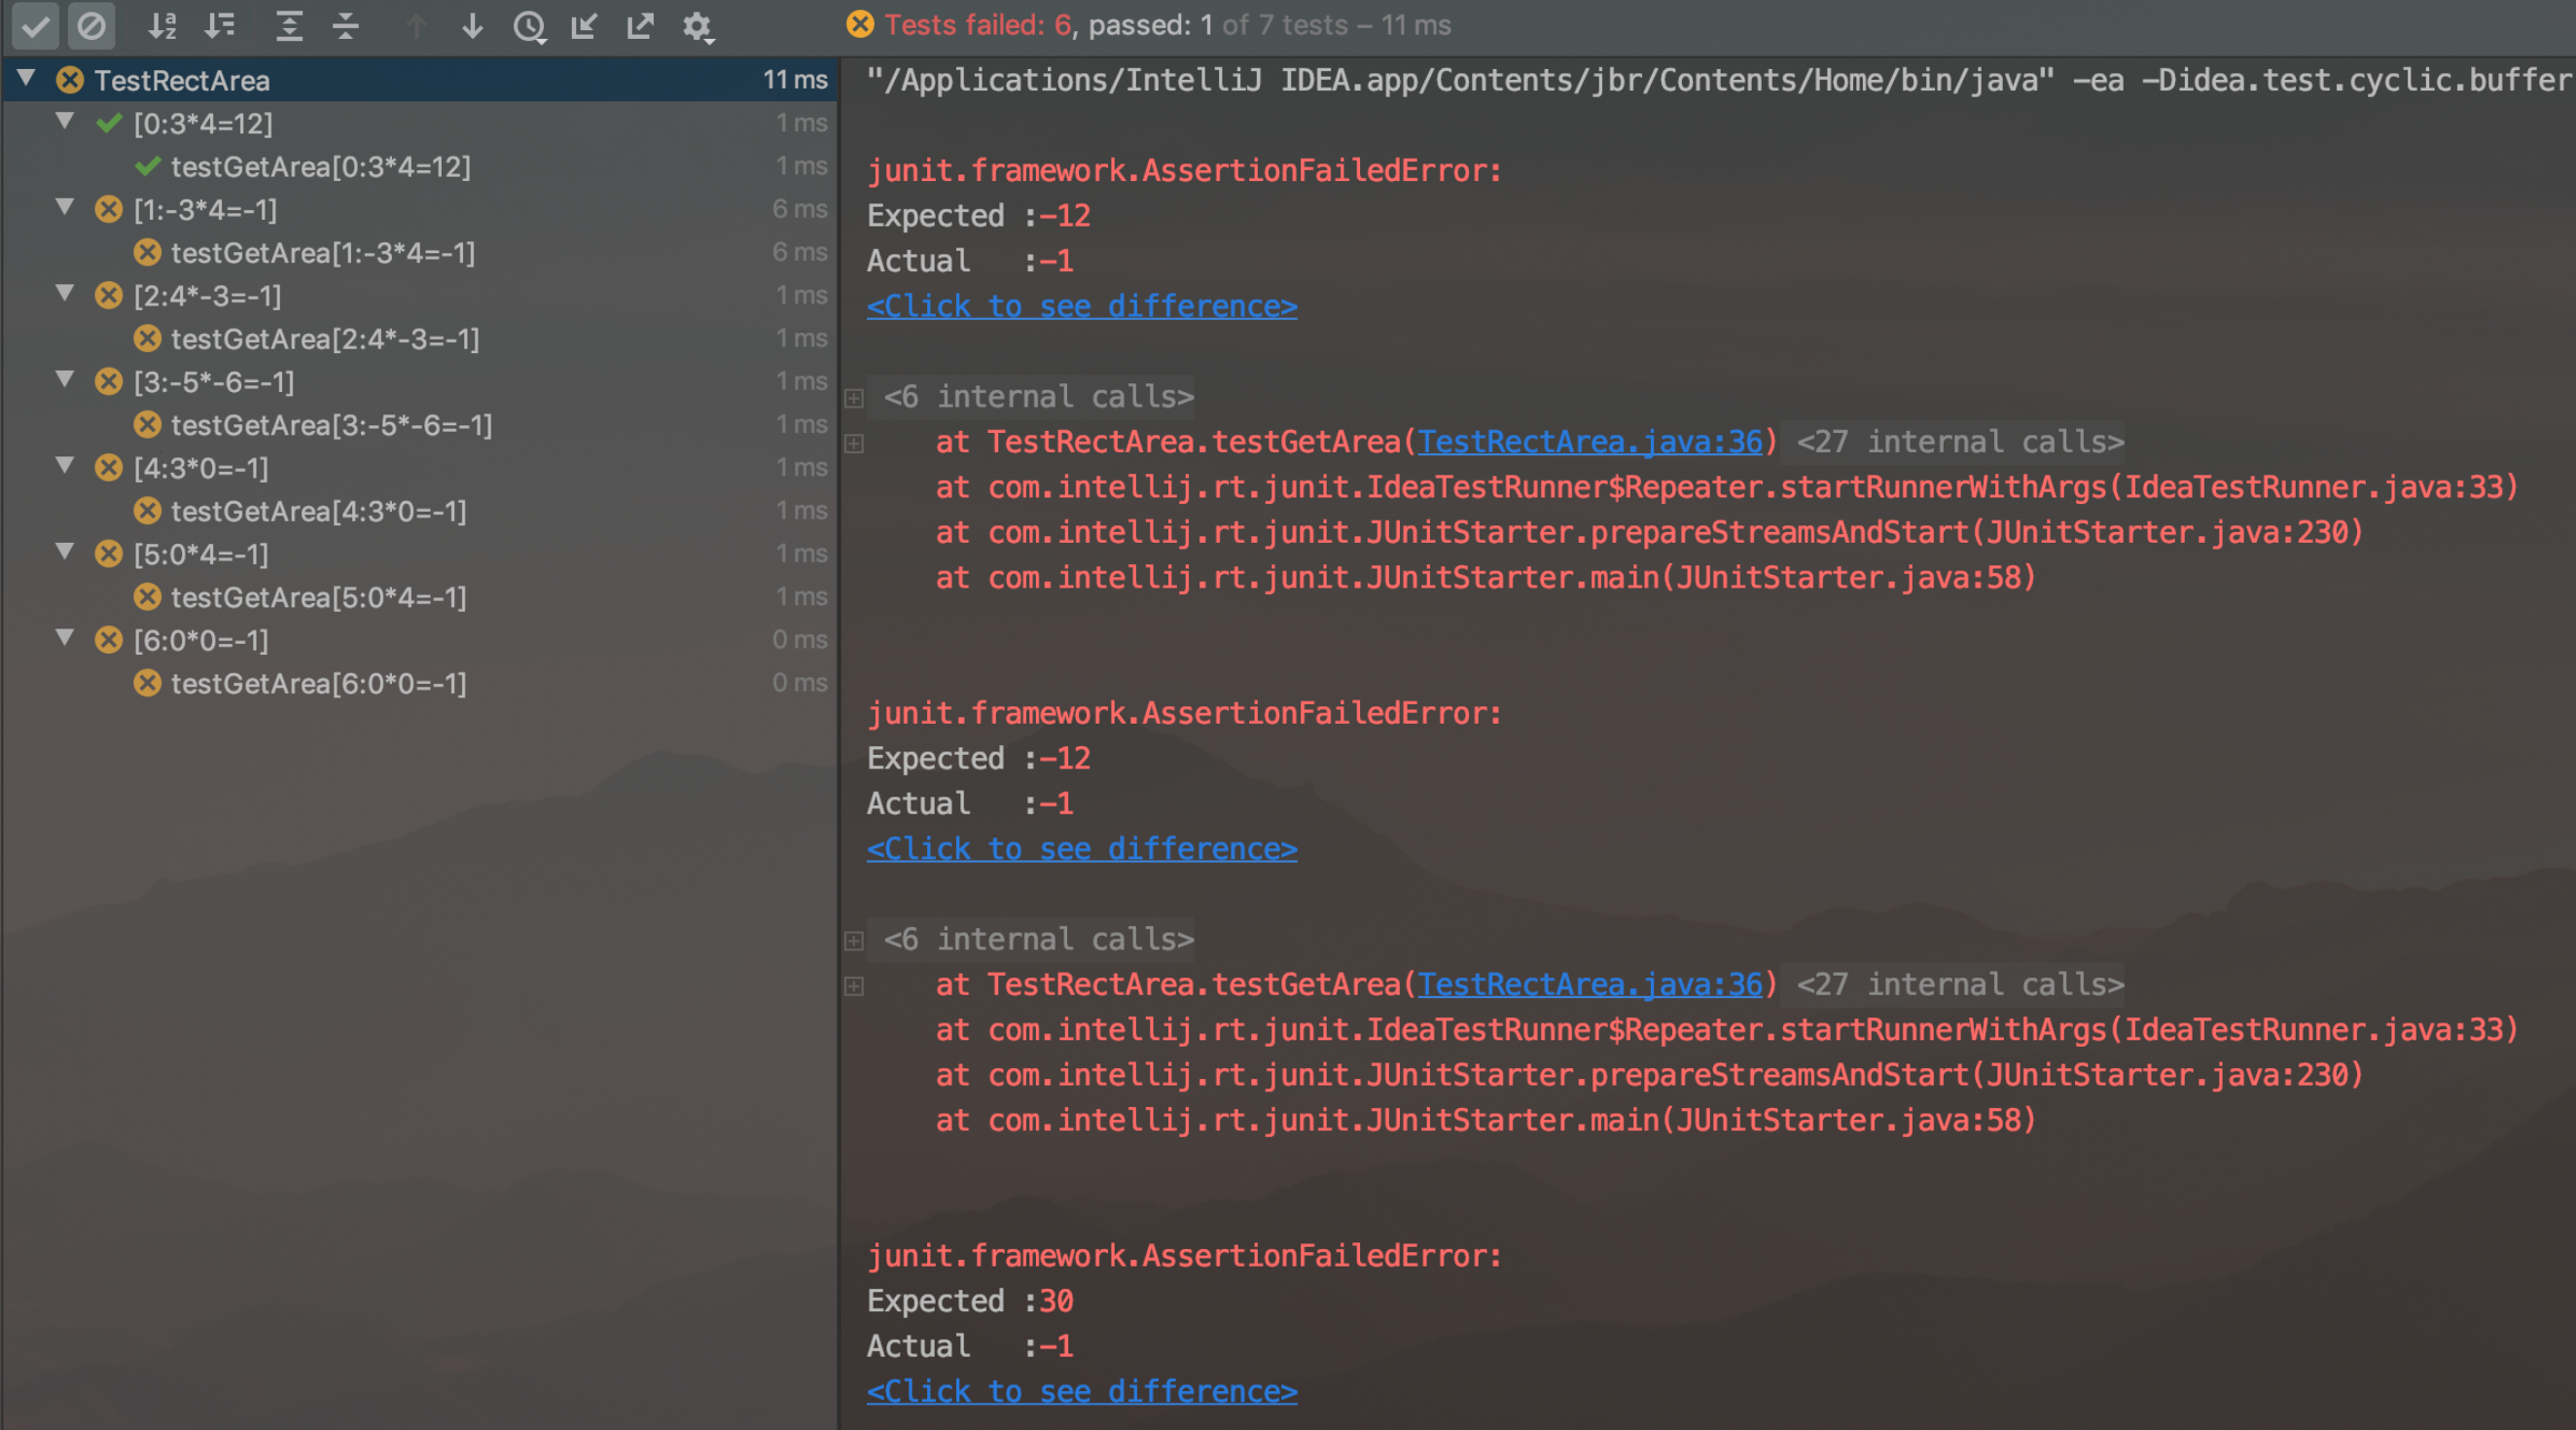 Tests failed: 6, passed: 1 of 7 tests – 11 ms
TestRectArea 11 ms
[0:3*4=12] 1 ms
testGetArea[0:3*4=12] 1 ms
[1:-3*4=-1] 6 ms
testGetArea[1:-3*4=-1] 6 ms
[2:4*-3=-1] 1 ms
testGetArea[2:4*-3=-1] 1 ms
[3:-5*-6=-1] 1 ms
testGetArea[3:-5*-6=-1] 1 ms
[4:3*0=-1] 1 ms
testGetArea[4:3*0=-1] 1 ms
[5:0*4=-1] 1 ms
testGetArea[5:0*4=-1] 1 ms
[6:0*0=-1] 0 ms
testGetArea[6:0*0=-1] 0 ms
"/Applications/IntelliJ IDEA.app/Contents/jbr/Contents/Home/bin/java" -ea -Didea.test.cyclic.buffer
junit.framework.AssertionFailedError:
Expected :-12
Actual   :-1
<Click to see difference>
<6 internal calls>
at TestRectArea.testGetArea(TestRectArea.java:36) <27 internal calls>
at com.intellij.rt.junit.IdeaTestRunner$Repeater.startRunnerWithArgs(IdeaTestRunner.java:33)
at com.intellij.rt.junit.JUnitStarter.prepareStreamsAndStart(JUnitStarter.java:230)
at com.intellij.rt.junit.JUnitStarter.main(JUnitStarter.java:58)
junit.framework.AssertionFailedError:
Expected :-12
Actual   :-1
<Click to see difference>
<6 internal calls>
at TestRectArea.testGetArea(TestRectArea.java:36) <27 internal calls>
at com.intellij.rt.junit.IdeaTestRunner$Repeater.startRunnerWithArgs(IdeaTestRunner.java:33)
at com.intellij.rt.junit.JUnitStarter.prepareStreamsAndStart(JUnitStarter.java:230)
at com.intellij.rt.junit.JUnitStarter.main(JUnitStarter.java:58)
junit.framework.AssertionFailedError:
Expected :30
Actual   :-1
<Click to see difference>